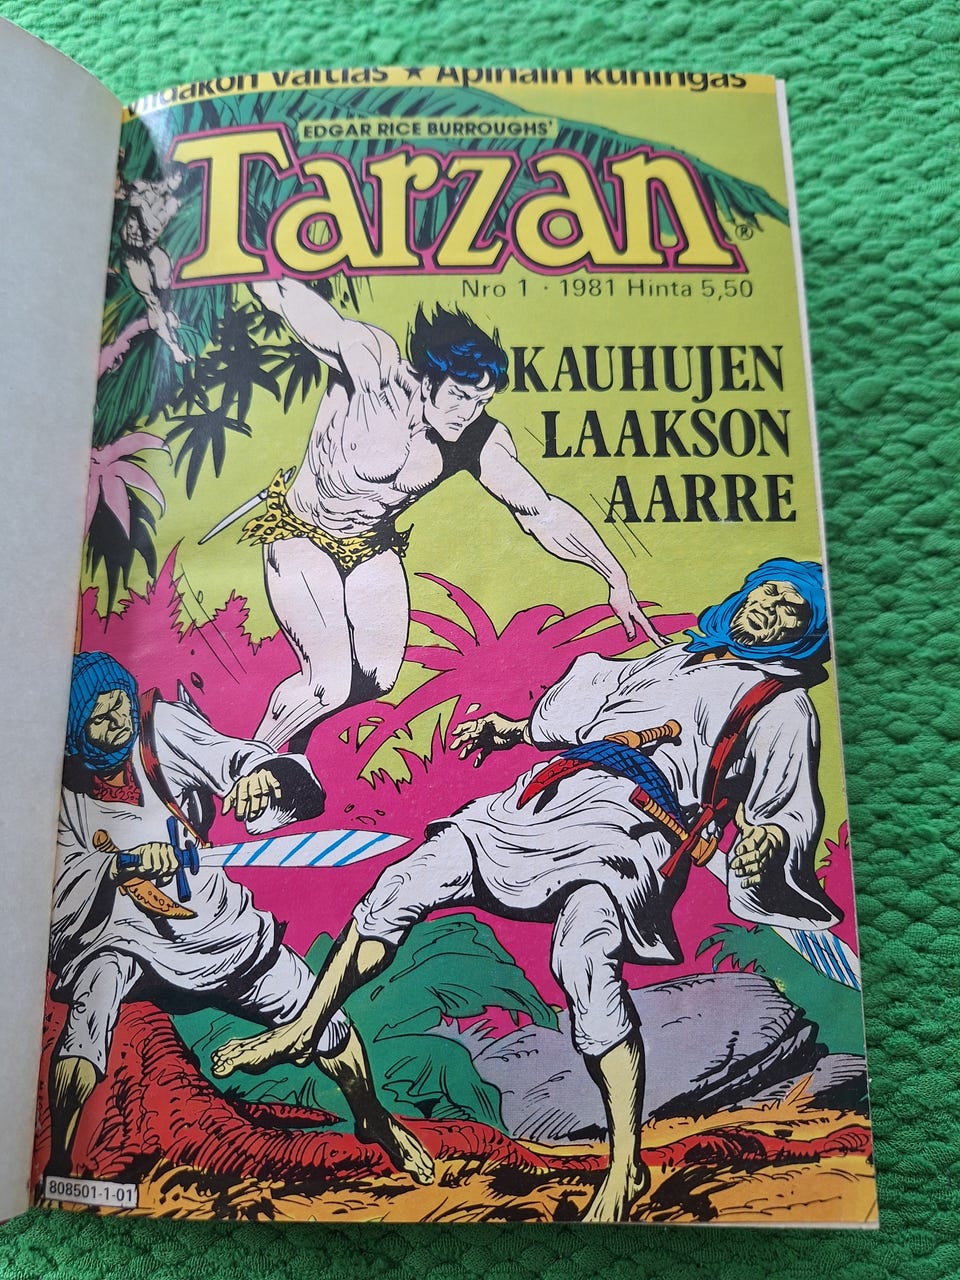 Viidakon valtias ★ Apinain kuningas
EDGAR RICE BURROUGHS'
Tarzan®
Nro 1 · 1981 Hinta 5,50
KAUHUJEN
LAAKSON
AARRE
808501-1-01